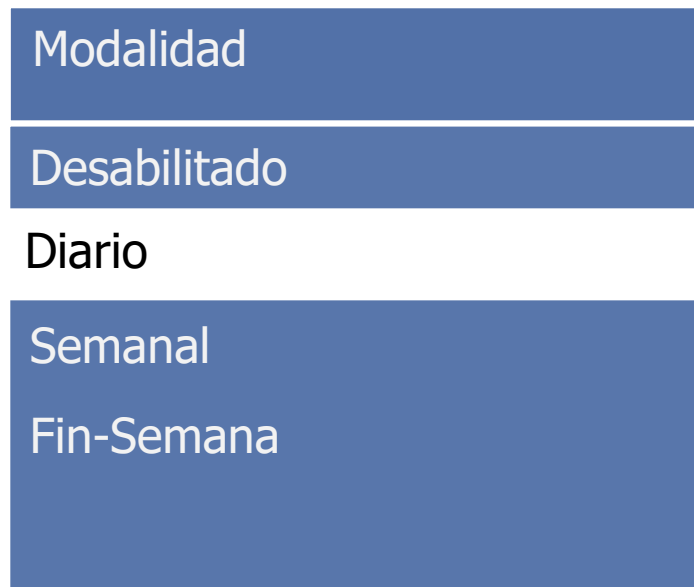 Modalidad
Desabilitado
Diario
Semanal
Fin-Semana